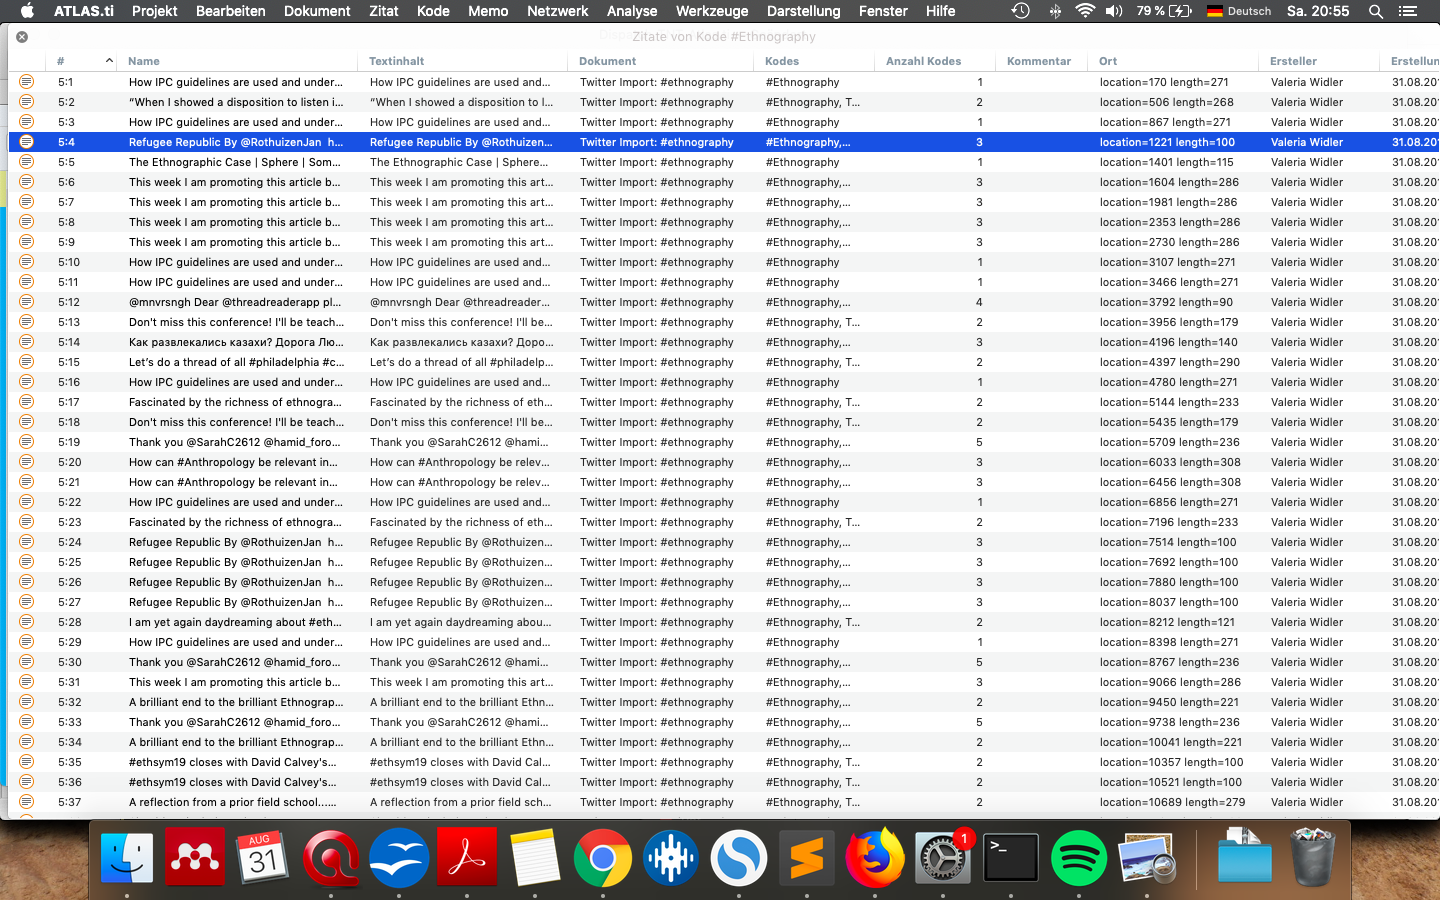 ATLAS.ti Projekt Bearbeiten Dokument Zitat Kode Memo Netzwerk Analyse Werkzeuge Darstellung Fenster Hilfe 79 % Deutsch Sa. 20:55
Zitate von Kode #Ethnography
# Name Textinhalt Dokument Kodes Anzahl Kodes Kommentar Ort Ersteller Erstellun
5:1 How IPC guidelines are used and under... How IPC guidelines are used and... Twitter Import: #ethnography #Ethnography 1 location=170 length=271 Valeria Widler 31.08.201
5:2 “When I showed a disposition to listen i... “When I showed a disposition to l... Twitter Import: #ethnography #Ethnography, T... 2 location=506 length=268 Valeria Widler 31.08.201
5:3 How IPC guidelines are used and under... How IPC guidelines are used and... Twitter Import: #ethnography #Ethnography 1 location=867 length=271 Valeria Widler 31.08.201
5:4 Refugee Republic By @RothuizenJan h... Refugee Republic By @Rothuizen... Twitter Import: #ethnography #Ethnography,... 3 location=1221 length=100 Valeria Widler 31.08.201
5:5 The Ethnographic Case | Sphere | Som... The Ethnographic Case | Sphere... Twitter Import: #ethnography #Ethnography 1 location=1401 length=115 Valeria Widler 31.08.201
5:6 This week I am promoting this article b... This week I am promoting this art... Twitter Import: #ethnography #Ethnography,... 3 location=1604 length=286 Valeria Widler 31.08.201
5:7 This week I am promoting this article b... This week I am promoting this art... Twitter Import: #ethnography #Ethnography,... 3 location=1981 length=286 Valeria Widler 31.08.201
5:8 This week I am promoting this article b... This week I am promoting this art... Twitter Import: #ethnography #Ethnography,... 3 location=2353 length=286 Valeria Widler 31.08.201
5:9 This week I am promoting this article b... This week I am promoting this art... Twitter Import: #ethnography #Ethnography,... 3 location=2730 length=286 Valeria Widler 31.08.201
5:10 How IPC guidelines are used and under... How IPC guidelines are used and... Twitter Import: #ethnography #Ethnography 1 location=3107 length=271 Valeria Widler 31.08.201
5:11 How IPC guidelines are used and under... How IPC guidelines are used and... Twitter Import: #ethnography #Ethnography 1 location=3466 length=271 Valeria Widler 31.08.201
5:12 @mnvrsngh Dear @threadreaderapp pl... @mnvrsngh Dear @threadreader... Twitter Import: #ethnography #Ethnography,... 4 location=3792 length=90 Valeria Widler 31.08.201
5:13 Don't miss this conference! I'll be teach... Don't miss this conference! I'll be... Twitter Import: #ethnography #Ethnography, T... 2 location=3956 length=179 Valeria Widler 31.08.201
5:14 Как развлекались казахи? Дорога Лю... Как развлекались казахи? Доро... Twitter Import: #ethnography #Ethnography,... 3 location=4196 length=140 Valeria Widler 31.08.201
5:15 Let’s do a thread of all #philadelphia #c... Let’s do a thread of all #philadelp... Twitter Import: #ethnography #Ethnography, T... 2 location=4397 length=290 Valeria Widler 31.08.201
5:16 How IPC guidelines are used and under... How IPC guidelines are used and... Twitter Import: #ethnography #Ethnography 1 location=4780 length=271 Valeria Widler 31.08.201
5:17 Fascinated by the richness of ethnogra... Fascinated by the richness of eth... Twitter Import: #ethnography #Ethnography, T... 2 location=5144 length=233 Valeria Widler 31.08.201
5:18 Don't miss this conference! I'll be teach... Don't miss this conference! I'll be... Twitter Import: #ethnography #Ethnography, T... 2 location=5435 length=179 Valeria Widler 31.08.201
5:19 Thank you @SarahC2612 @hamid_foro... Thank you @SarahC2612 @hami... Twitter Import: #ethnography #Ethnography,... 5 location=5709 length=236 Valeria Widler 31.08.201
5:20 How can #Anthropology be relevant in... How can #Anthropology be relev... Twitter Import: #ethnography #Ethnography,... 3 location=6033 length=308 Valeria Widler 31.08.201
5:21 How can #Anthropology be relevant in... How can #Anthropology be relev... Twitter Import: #ethnography #Ethnography,... 3 location=6456 length=308 Valeria Widler 31.08.201
5:22 How IPC guidelines are used and under... How IPC guidelines are used and... Twitter Import: #ethnography #Ethnography 1 location=6856 length=271 Valeria Widler 31.08.201
5:23 Fascinated by the richness of ethnogra... Fascinated by the richness of eth... Twitter Import: #ethnography #Ethnography, T... 2 location=7196 length=233 Valeria Widler 31.08.201
5:24 Refugee Republic By @RothuizenJan h... Refugee Republic By @Rothuizen... Twitter Import: #ethnography #Ethnography,... 3 location=7514 length=100 Valeria Widler 31.08.201
5:25 Refugee Republic By @RothuizenJan h... Refugee Republic By @Rothuizen... Twitter Import: #ethnography #Ethnography,... 3 location=7692 length=100 Valeria Widler 31.08.201
5:26 Refugee Republic By @RothuizenJan h... Refugee Republic By @Rothuizen... Twitter Import: #ethnography #Ethnography,... 3 location=7880 length=100 Valeria Widler 31.08.201
5:27 Refugee Republic By @RothuizenJan h... Refugee Republic By @Rothuizen... Twitter Import: #ethnography #Ethnography,... 3 location=8037 length=100 Valeria Widler 31.08.201
5:28 I am yet again daydreaming about #eth... I am yet again daydreaming abou... Twitter Import: #ethnography #Ethnography, T... 2 location=8212 length=121 Valeria Widler 31.08.201
5:29 How IPC guidelines are used and under... How IPC guidelines are used and... Twitter Import: #ethnography #Ethnography 1 location=8398 length=271 Valeria Widler 31.08.201
5:30 Thank you @SarahC2612 @hamid_foro... Thank you @SarahC2612 @hami... Twitter Import: #ethnography #Ethnography,... 5 location=8767 length=236 Valeria Widler 31.08.201
5:31 This week I am promoting this article b... This week I am promoting this art... Twitter Import: #ethnography #Ethnography,... 3 location=9066 length=286 Valeria Widler 31.08.201
5:32 A brilliant end to the brilliant Ethnograp... A brilliant end to the brilliant Ethn... Twitter Import: #ethnography #Ethnography, T... 2 location=9450 length=221 Valeria Widler 31.08.201
5:33 Thank you @SarahC2612 @hamid_foro... Thank you @SarahC2612 @hami... Twitter Import: #ethnography #Ethnography,... 5 location=9738 length=236 Valeria Widler 31.08.201
5:34 A brilliant end to the brilliant Ethnograp... A brilliant end to the brilliant Ethn... Twitter Import: #ethnography #Ethnography, T... 2 location=10041 length=221 Valeria Widler 31.08.201
5:35 #ethsym19 closes with David Calvey's... #ethsym19 closes with David Cal... Twitter Import: #ethnography #Ethnography, T... 2 location=10357 length=100 Valeria Widler 31.08.201
5:36 #ethsym19 closes with David Calvey's... #ethsym19 closes with David Cal... Twitter Import: #ethnography #Ethnography, T... 2 location=10521 length=100 Valeria Widler 31.08.201
5:37 A reflection from a prior field school...... A reflection from a prior field sch... Twitter Import: #ethnography #Ethnography, T... 2 location=10689 length=279 Valeria Widler 31.08.201
AUG
31
1
>_